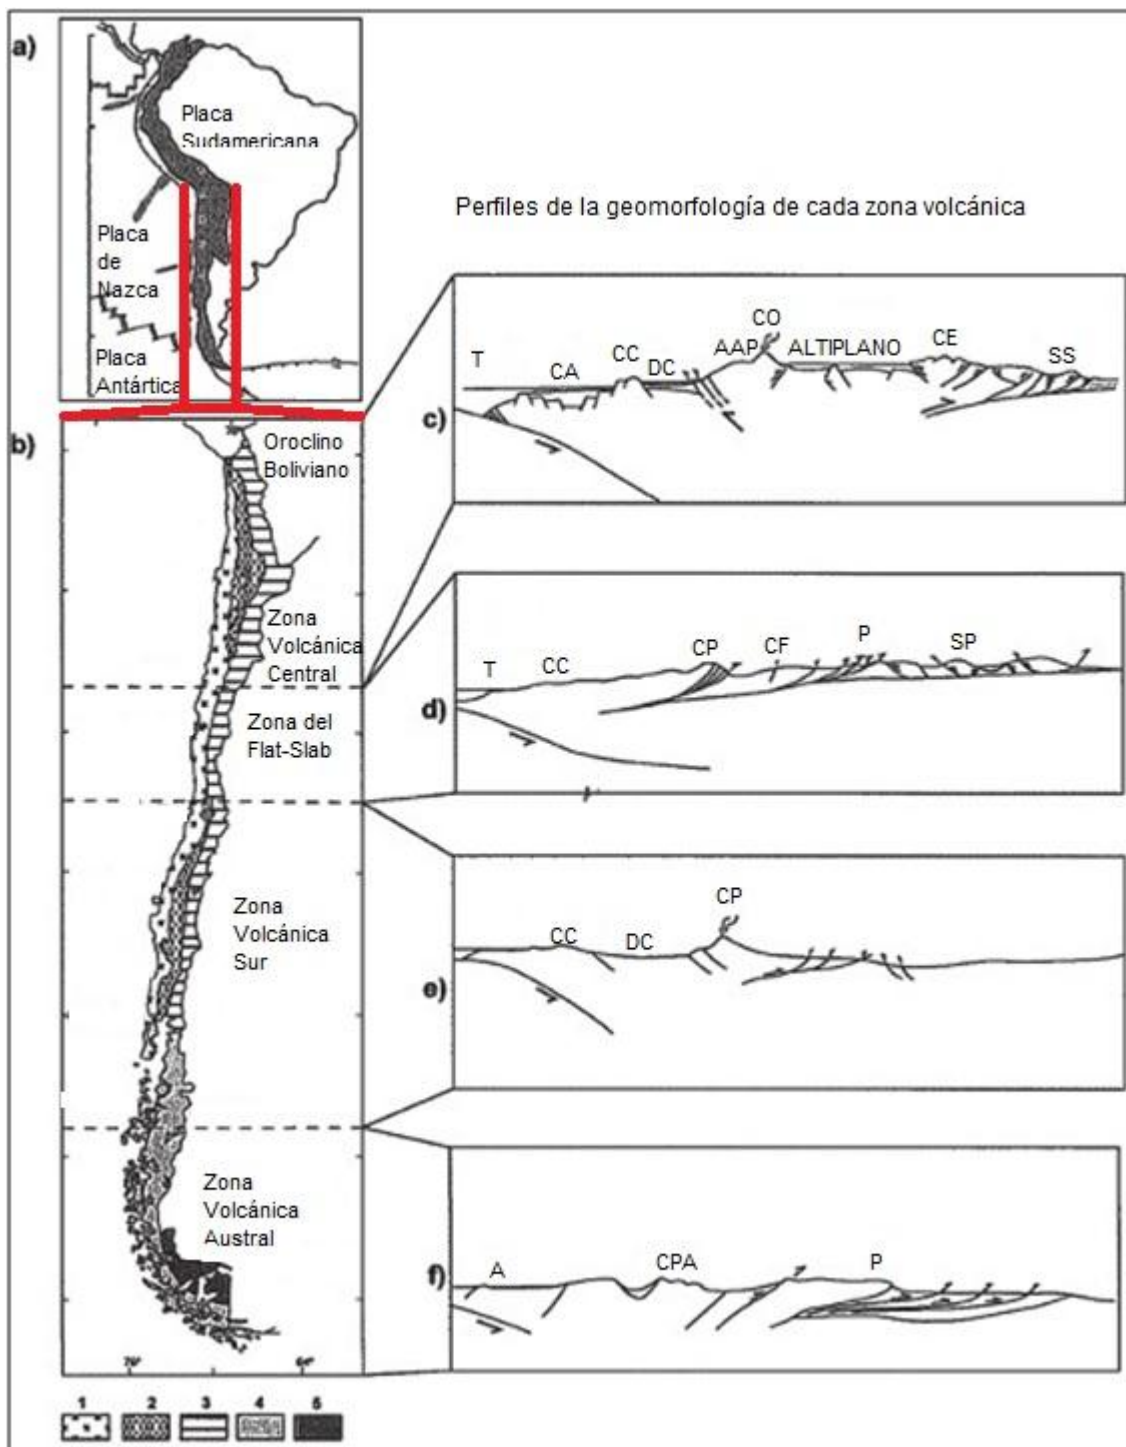 a)
Placa
Sudamericana
Placa
de
Nazca
Placa
Antártica
Perfiles de la geomorfología de cada zona volcánica
b)
Oroclino
Boliviano
Zona
Volcánica
Central
Zona del
Flat-Slab
Zona
Volcánica
Sur
Zona
Volcánica
Austral
70°
64°
1 2 3 4 5
c)
T CA CC DC AAP CO ALTIPLANO CE SS
d)
T CC CP CF P SP
e)
CC DC CP
f)
A CPA P